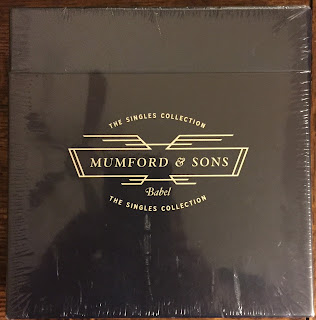 THE SINGLES COLLECTION
MUMFORD & SONS
Babel
THE SINGLES COLLECTION